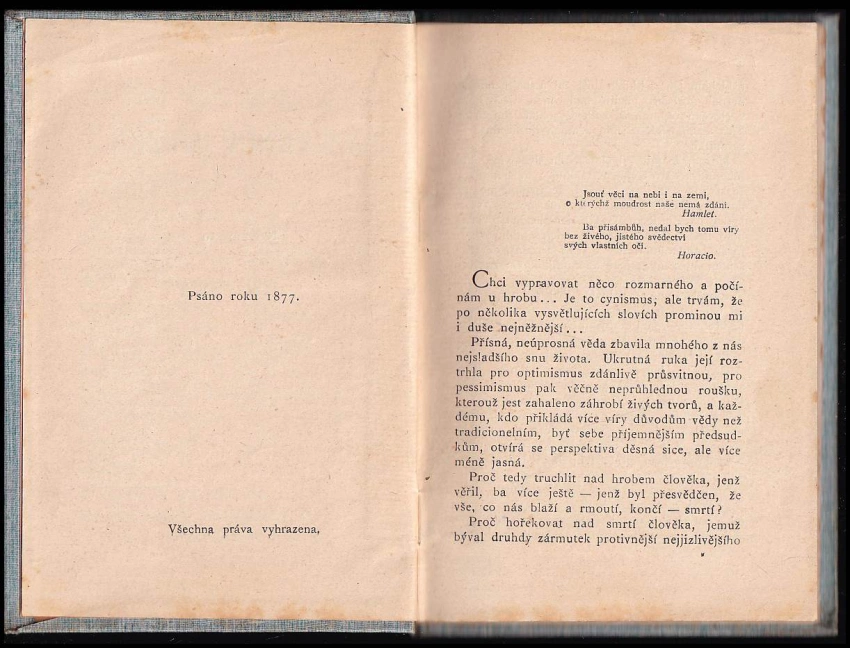 Psáno roku 1877.
Všechna práva vyhrazena,
Jsouť věci na nebi i na zemi,
o kterýchž moudrost naše nemá zdání.
Hamlet.
Ba přisámbůh, nedal bych tomu víry
bez živého, jistého svědectví
svých vlastních očí.
Horacio.
Chci vypravovat něco rozmarného a počí-
nám u hrobu... Je to cynismus, ale trvám, že
po několika vysvětlujících slovích prominou mi
i duše nejněžnější...
Přísná, neúprosná věda zbavila mnohého z nás
nejsladšího snu života. Ukrutná ruka její roz-
trhla pro optimismus zdánlivě průsvitnou, pro
pessimismus pak věčně neprůhlednou roušku,
kterouž jest zahaleno záhrobí živých tvorů, a kaž-
dému, kdo přikládá více víry důvodům vědy než
tradicionelním, byť sebe příjemnějším předsud-
kům, otvírá se perspektiva děsná sice, ale více
méně jasná.
Proč tedy truchlit nad hrobem člověka, jenž
věřil, ba více ještě — jenž byl přesvědčen, že
vše, co nás blaží a rmoutí, končí — smrtí?
Proč hořekovat nad smrtí člověka, jemuž
býval druhdy zármutek protivnější nejjizlivějšího